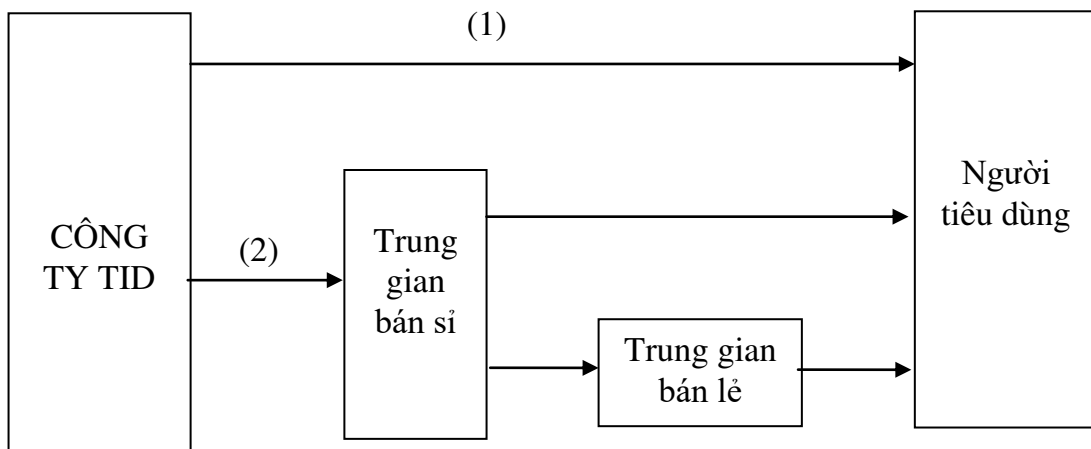 (1)
CÔNG
TY TID
(2)
Trung
gian
bán sỉ
Trung gian
bán lẻ
Người
tiêu dùng